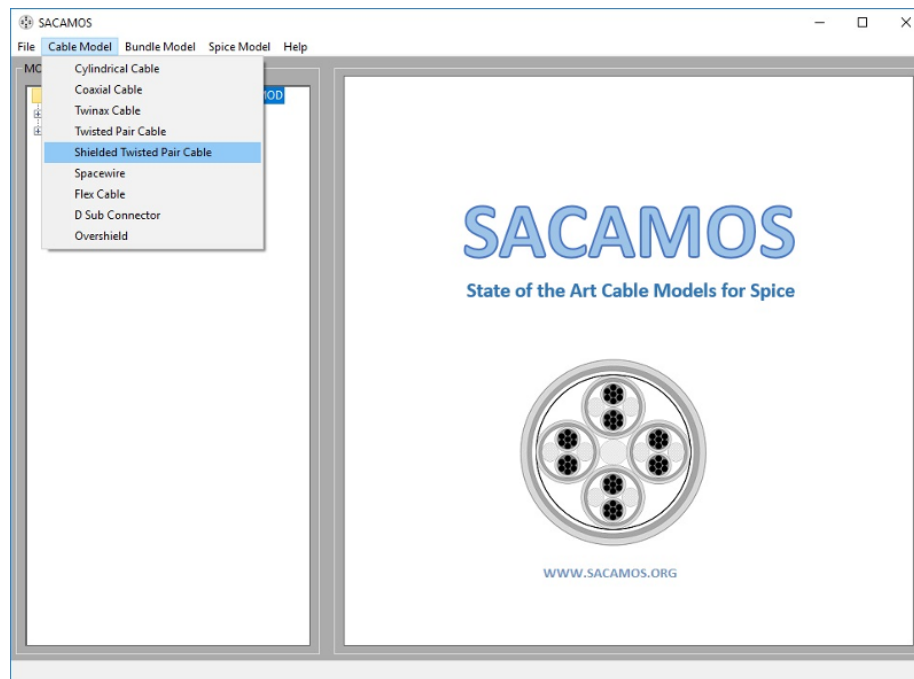 SACAMOS
File Cable Model Bundle Model Spice Model Help
Cylindrical Cable
Coaxial Cable
Twinax Cable
Twisted Pair Cable
Shielded Twisted Pair Cable
Spacewire
Flex Cable
D Sub Connector
Overshield
SACAMOS
State of the Art Cable Models for Spice
WWW.SACAMOS.ORG